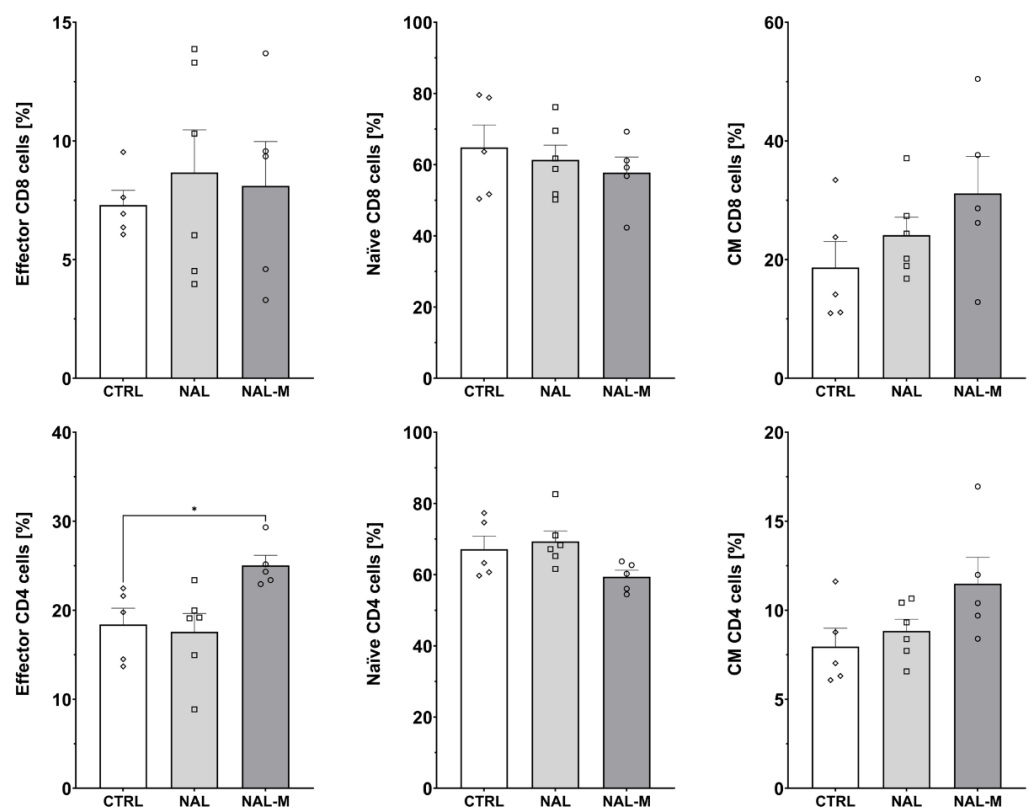 Effector CD8 cells [%]
15
10
5
0
CTRL NAL NAL-M
Naïve CD8 cells [%]
100
80
60
40
20
0
CTRL NAL NAL-M
CM CD8 cells [%]
60
40
20
0
CTRL NAL NAL-M
Effector CD4 cells [%]
40
30
20
10
0
*
CTRL NAL NAL-M
Naïve CD4 cells [%]
100
80
60
40
20
0
CTRL NAL NAL-M
CM CD4 cells [%]
20
15
10
5
0
CTRL NAL NAL-M